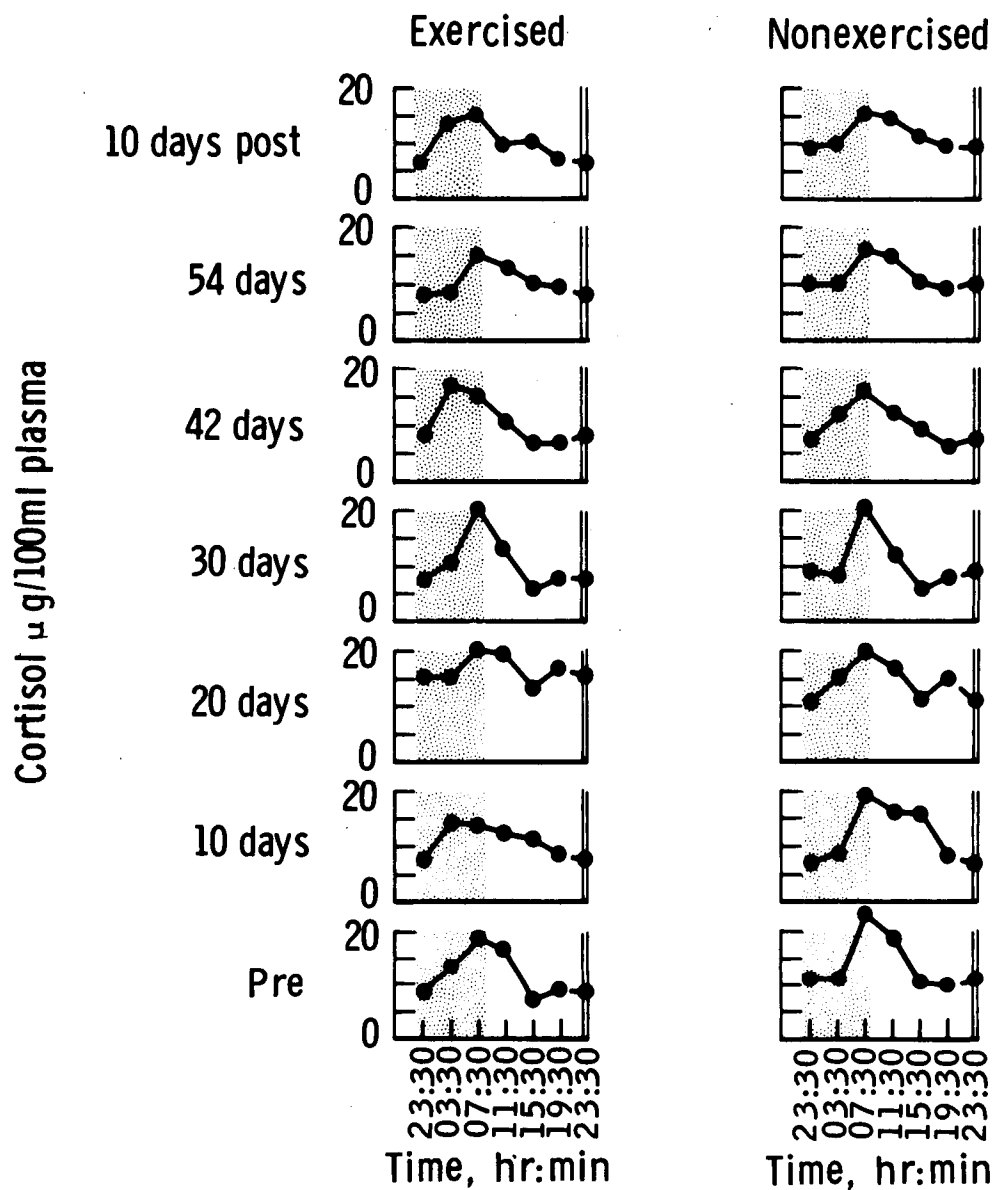 Exercised
Nonexercised
Cortisol μ g/100ml plasma
10 days post
20
0
54 days
20
0
42 days
20
0
30 days
20
0
20 days
20
0
10 days
20
0
Pre
20
0
23:30 03:30 07:30 11:30 15:30 19:30 23:30
23:30 03:30 07:30 11:30 15:30 19:30 23:30
Time, hr:min
Time, hr:min